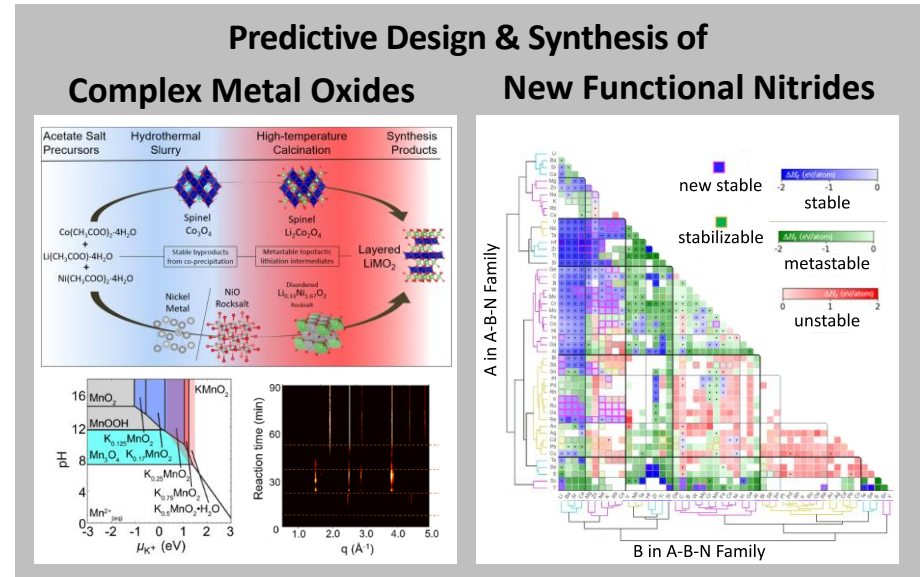 Predictive Design & Synthesis of
Complex Metal Oxides
New Functional Nitrides
Acetate Salt
Precursors
Hydrothermal
Slurry
High-temperature
Calcination
Synthesis
Products
Spinel
Co3O4
Spinel
Li2Co2O4
Co(CH3COO)2·4H2O
+
Li(CH3COO)·4H2O
+
Ni(CH3COO)2·4H2O
Stable byproducts
from co-precipitation
Metastable topotactic
lithiation intermediates
Layered
LiMO2
Nickel
Metal
NiO
Rocksalt
Disordered
Li0.33Ni1.67O2
Rocksalt
pH
16
12
8
4
0
MnO2
MnOOH
K0.125MnO2
Mn3O4
K0.17MnO2
K0.25MnO2
K0.75MnO2
K0.5MnO2•H2O
Mn2+(aq)
KMnO2
-3 -2 -1 0 1 2 3
μK+ (eV)
Reaction time (min)
90
70
50
30
10
1.0 2.0 3.0 4.0 5.0
q (Å-1)
A in A-B-N Family
B in A-B-N Family
new stable
stabilizable
ΔHf (eV/atom)
-2 -1 0
stable
ΔHf (eV/atom)
-2 -1 0
metastable
ΔHf (eV/atom)
0 1 2
unstable